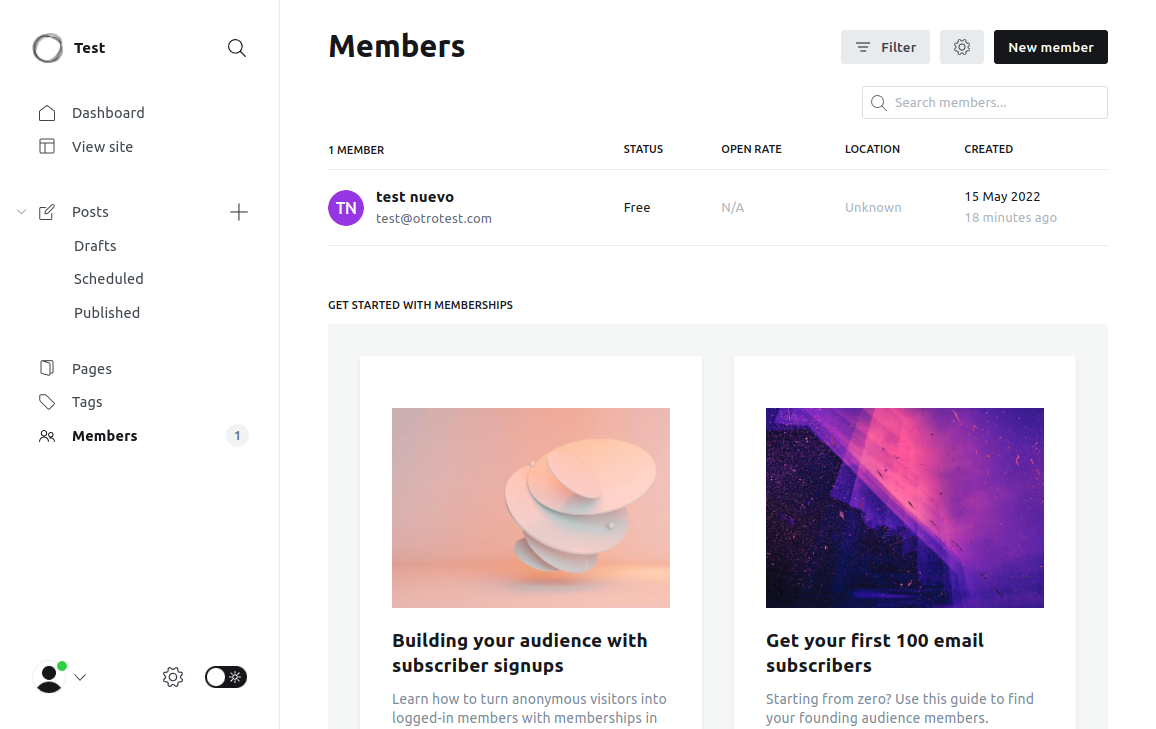 Test
Dashboard
View site
Posts
Drafts
Scheduled
Published
Pages
Tags
Members
1
Members
Filter
New member
Search members...
1 MEMBER STATUS OPEN RATE LOCATION CREATED
TN
test nuevo
test@otrotest.com
Free
N/A
Unknown
15 May 2022
18 minutes ago
GET STARTED WITH MEMBERSHIPS
Building your audience with
subscriber signups
Learn how to turn anonymous visitors into
logged-in members with memberships in
Get your first 100 email
subscribers
Starting from zero? Use this guide to find
your founding audience members.